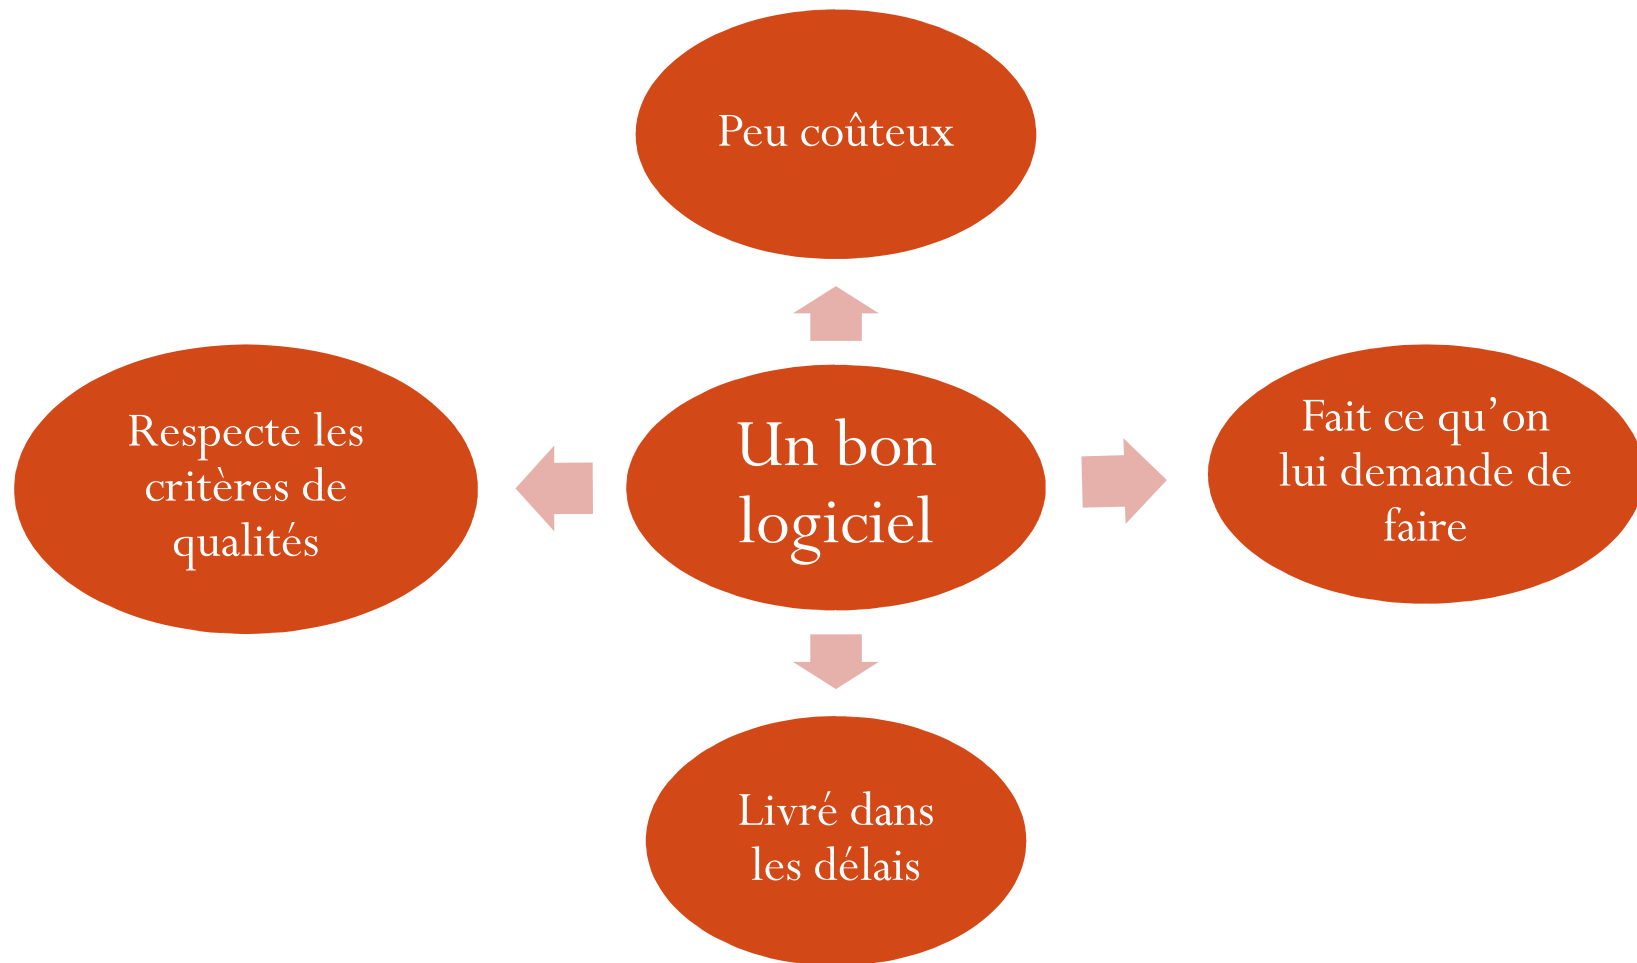 Peu coûteux
Respecte les
critères de
qualités
Un bon
logiciel
Fait ce qu’on
lui demande de
faire
Livré dans
les délais